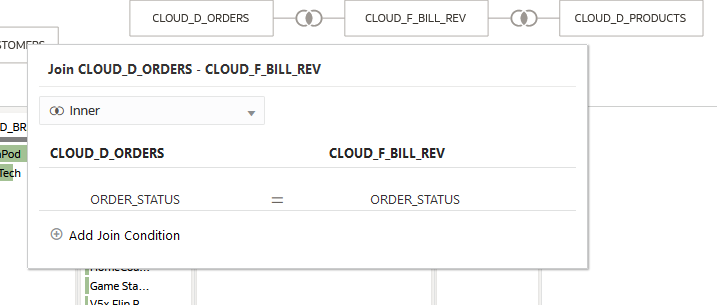 CLOUD_D_ORDERS CLOUD_F_BILL_REV CLOUD_D_PRODUCTS
STOMERS
Join CLOUD_D_ORDERS - CLOUD_F_BILL_REV
Inner
D_BR
CLOUD_D_ORDERS CLOUD_F_BILL_REV
Pod
Tech
ORDER_STATUS = ORDER_STATUS
Add Join Condition
HomeCoa...
Game Sta...
V5x Flip P